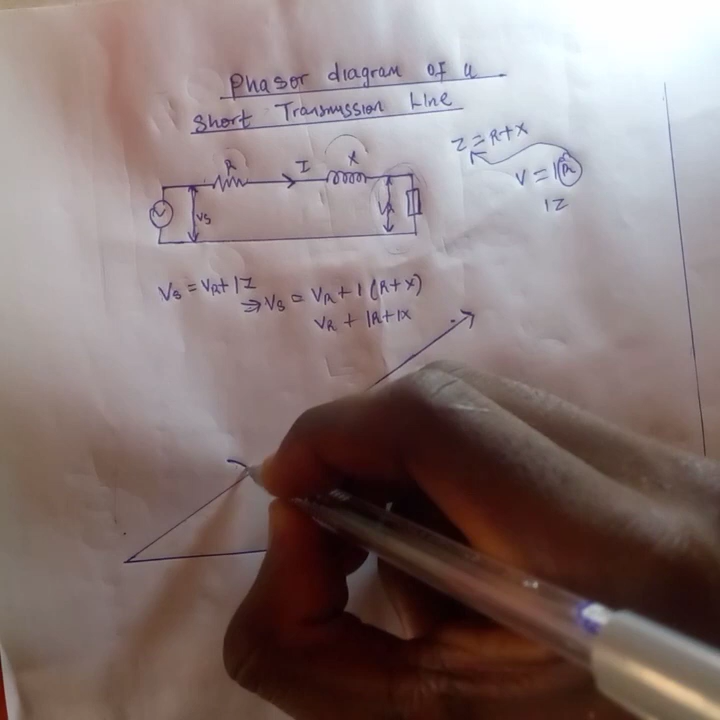 Phasor diagram of a
Short Transmission Line
R I X
Z = R+X
V = IR
IZ
V
Vs
VR
Vs = VR + IZ
⇒ Vs = VR + I (R+X)
VR + IR + IX